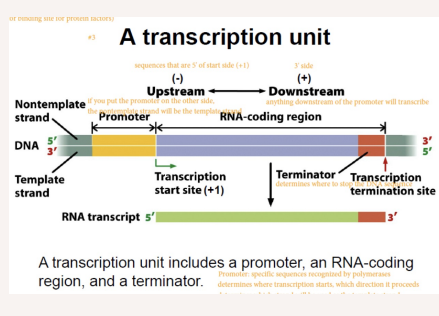 or binding site for protein factors)
#3
A transcription unit
sequences that are 5' of start side (+1)
3' side
(-)
(+)
Upstream
Downstream
if you put the promoter on the other side,
the nontemplate strand will be the template strand
anything downstream of the promoter will transcribe
Nontemplate
strand
Promoter
RNA-coding region
DNA
5'
3'
3'
5'
Template
strand
Transcription
start site (+1)
Terminator
determines where to stop the DNA sequence
Transcription
termination site
RNA transcript 5'
3'
A transcription unit includes a promoter, an RNA-coding
region, and a terminator.
Promoter: specific sequences recognized by polymerases
determines where transcription starts, which direction it proceeds